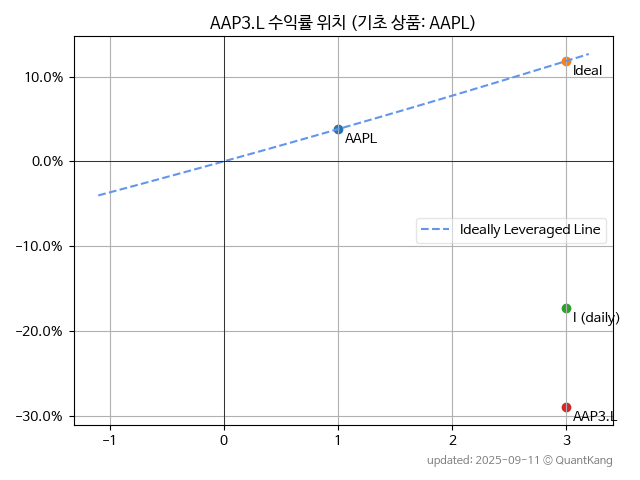 AAP3.L 수익률 위치 (기초 상품: AAPL)
10.0%
0.0%
−10.0%
−20.0%
−30.0%
Ideal
AAPL
Ideally Leveraged Line
I (daily)
AAP3.L
−1
0
1
2
3
updated: 2025-09-11 © QuantKang